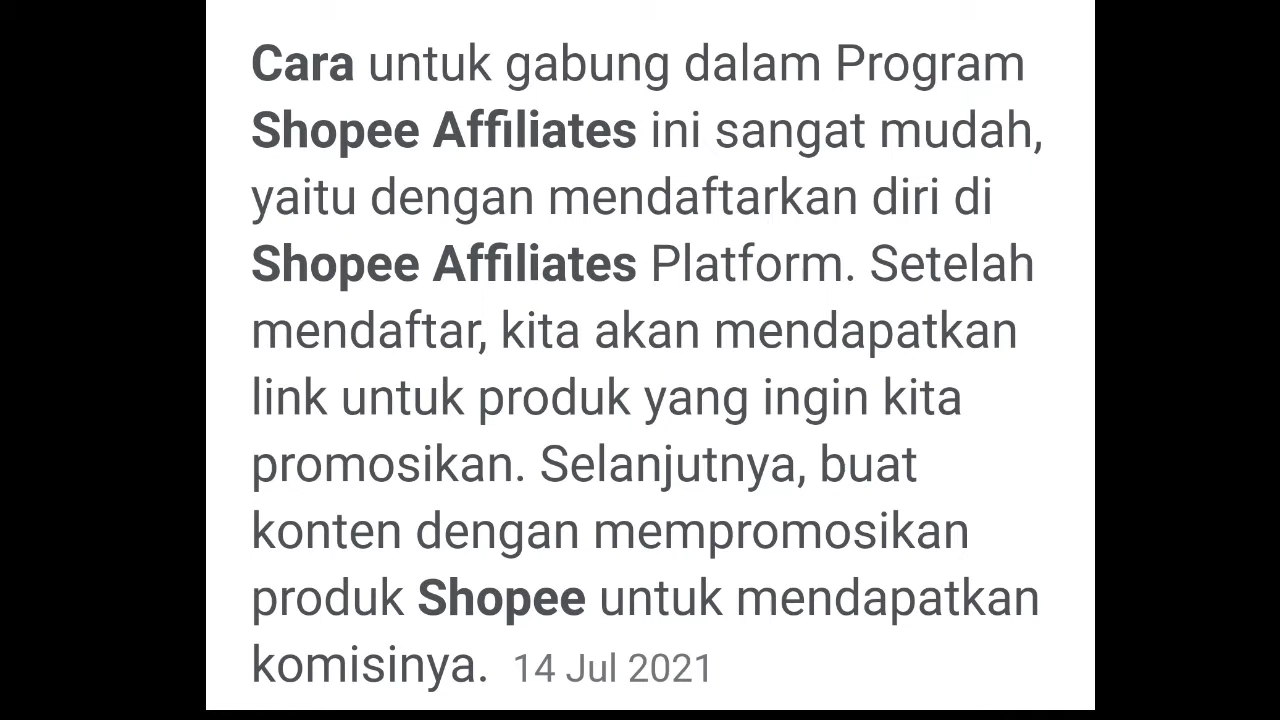 Cara untuk gabung dalam Program
Shopee Affiliates ini sangat mudah,
yaitu dengan mendaftarkan diri di
Shopee Affiliates Platform. Setelah
mendaftar, kita akan mendapatkan
link untuk produk yang ingin kita
promosikan. Selanjutnya, buat
konten dengan mempromosikan
produk Shopee untuk mendapatkan
komisinya. 14 Jul 2021